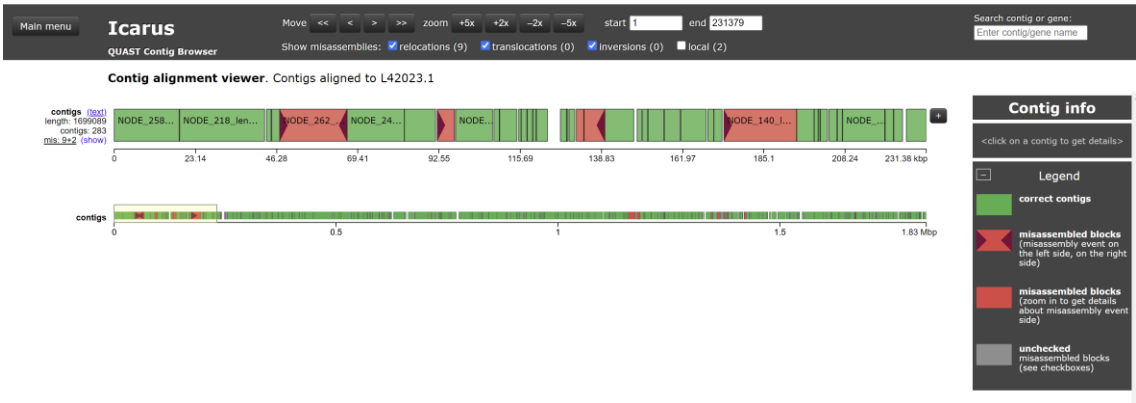 Main menu
Icarus
QUAST Contig Browser
Move << < > >> zoom +5x +2x –2x –5x start 1 end 231379
Show misassemblies: relocations (9) translocations (0) inversions (0) local (2)
Search contig or gene:
Enter contig/gene name
Contig alignment viewer. Contigs aligned to L42023.1
contigs (text)
length: 1699089
contigs: 283
mis: 9+2 (show)
NODE_258... NODE_218_len... NODE_262_... NODE_24... NODE... NODE_140_l... NODE_...
+
0 23.14 46.28 69.41 92.55 115.69 138.83 161.97 185.1 208.24 231.38 kbp
contigs
0 0.5 1 1.5 1.83 Mbp
Contig info
<click on a contig to get details>
– Legend
correct contigs
misassembled blocks
(misassembly event on
the left side, on the right
side)
misassembled blocks
(zoom in to get details
about misassembly event
side)
unchecked
misassembled blocks
(see checkboxes)